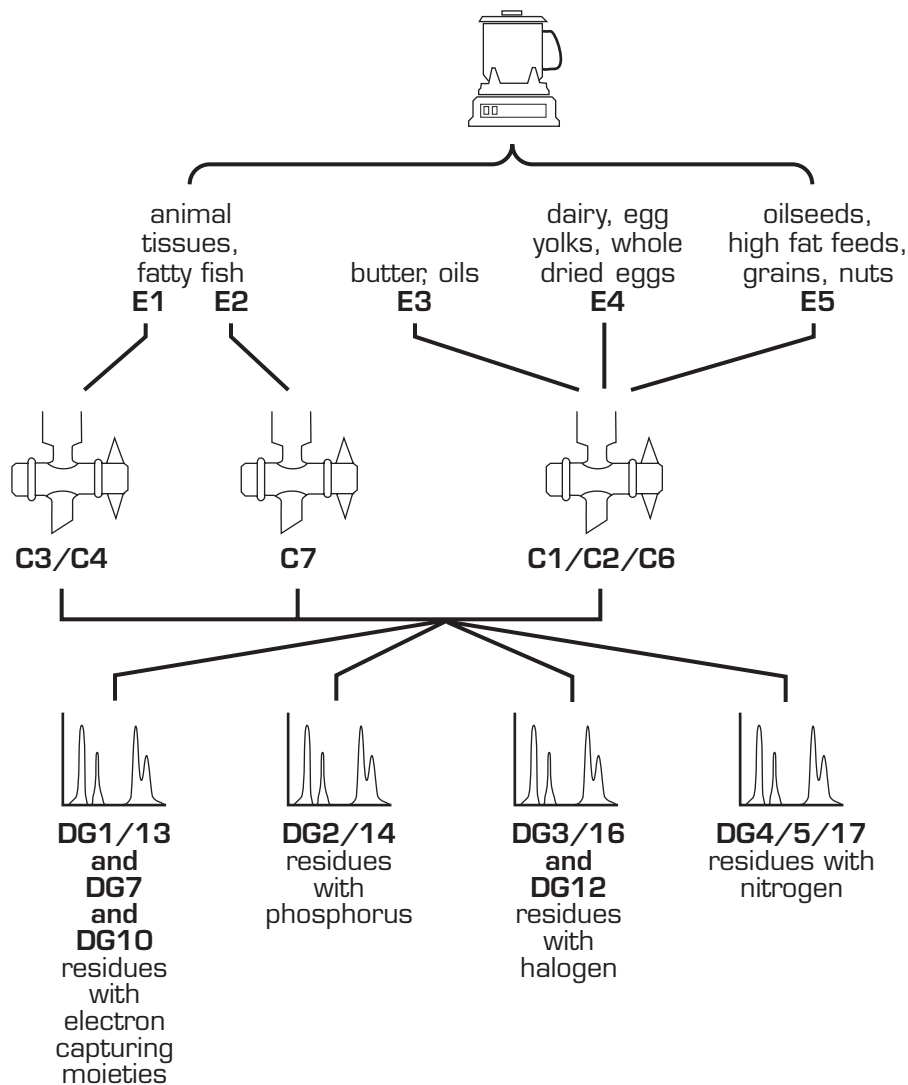 animal
tissues,
fatty fish
E1 E2
butter, oils
E3
dairy, egg
yolks, whole
dried eggs
E4
oilseeds,
high fat feeds,
grains, nuts
E5
C3/C4
C7
C1/C2/C6
DG1/13
and
DG7
and
DG10
residues
with
electron
capturing
moieties
DG2/14
residues
with
phosphorus
DG3/16
and
DG12
residues
with
halogen
DG4/5/17
residues with
nitrogen